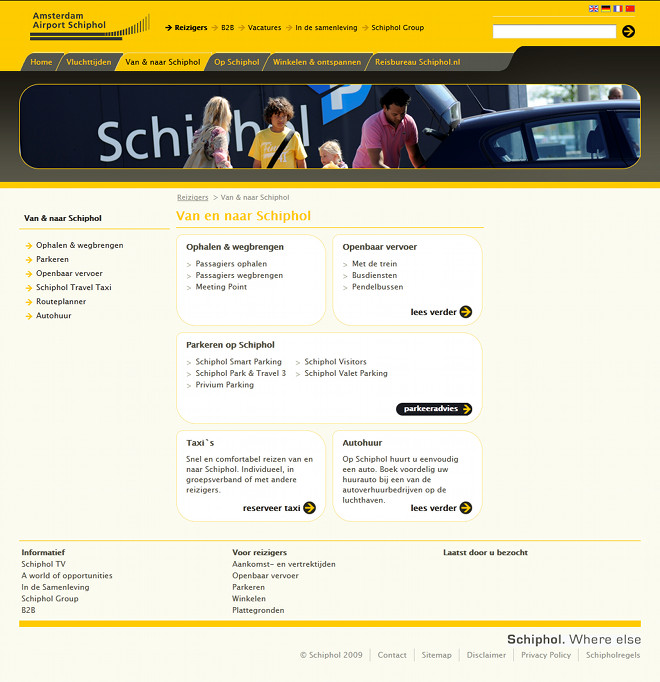 Amsterdam
Airport Schiphol
Reizigers B2B Vacatures In de samenleving Schiphol Group
Home Vluchttijden Van & naar Schiphol Op Schiphol Winkelen & ontspannen Reisbureau Schiphol.nl
Schiphol
P
Reizigers > Van & naar Schiphol
Van & naar Schiphol
Ophalen & wegbrengen
Parkeren
Openbaar vervoer
Schiphol Travel Taxi
Routeplanner
Autohuur
Van en naar Schiphol
Ophalen & wegbrengen
> Passagiers ophalen
> Passagiers wegbrengen
> Meeting Point
Openbaar vervoer
> Met de trein
> Busdiensten
> Pendelbussen
lees verder
Parkeren op Schiphol
> Schiphol Smart Parking > Schiphol Visitors
> Schiphol Park & Travel 3 > Schiphol Valet Parking
> Privium Parking
parkeeradvies
Taxi`s
Snel en comfortabel reizen van en
naar Schiphol. Individueel, in
groepsverband of met andere
reizigers.
reserveer taxi
Autohuur
Op Schiphol huurt u eenvoudig
een auto. Boek voordelig uw
huurauto bij een van de
autoverhuurbedrijven op de
luchthaven.
lees verder
Informatief
Schiphol TV
A world of opportunities
In de Samenleving
Schiphol Group
B2B
Voor reizigers
Aankomst- en vertrektijden
Openbaar vervoer
Parkeren
Winkelen
Plattegronden
Laatst door u bezocht
Schiphol. Where else
© Schiphol 2009 Contact Sitemap Disclaimer Privacy Policy Schipholregels